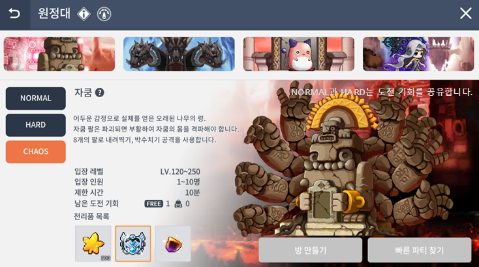 원정대
NORMAL과 HARD는 도전 기회를 공유합니다.
NORMAL
HARD
CHAOS
자쿰 ?
어두운 감정으로 실체를 얻은 오래된 나무의 령.
자쿰 팔은 파괴되면 부활하여 자쿰의 몸을 격파해야 합니다.
8개의 팔로 내려찍기, 박수치기 공격을 사용합니다.
입장 레벨 LV.120~250
입장 인원 1~10명
제한 시간 10분
남은 도전 기회 FREE 1 0
전리품 목록
방 만들기
빠른 파티 찾기